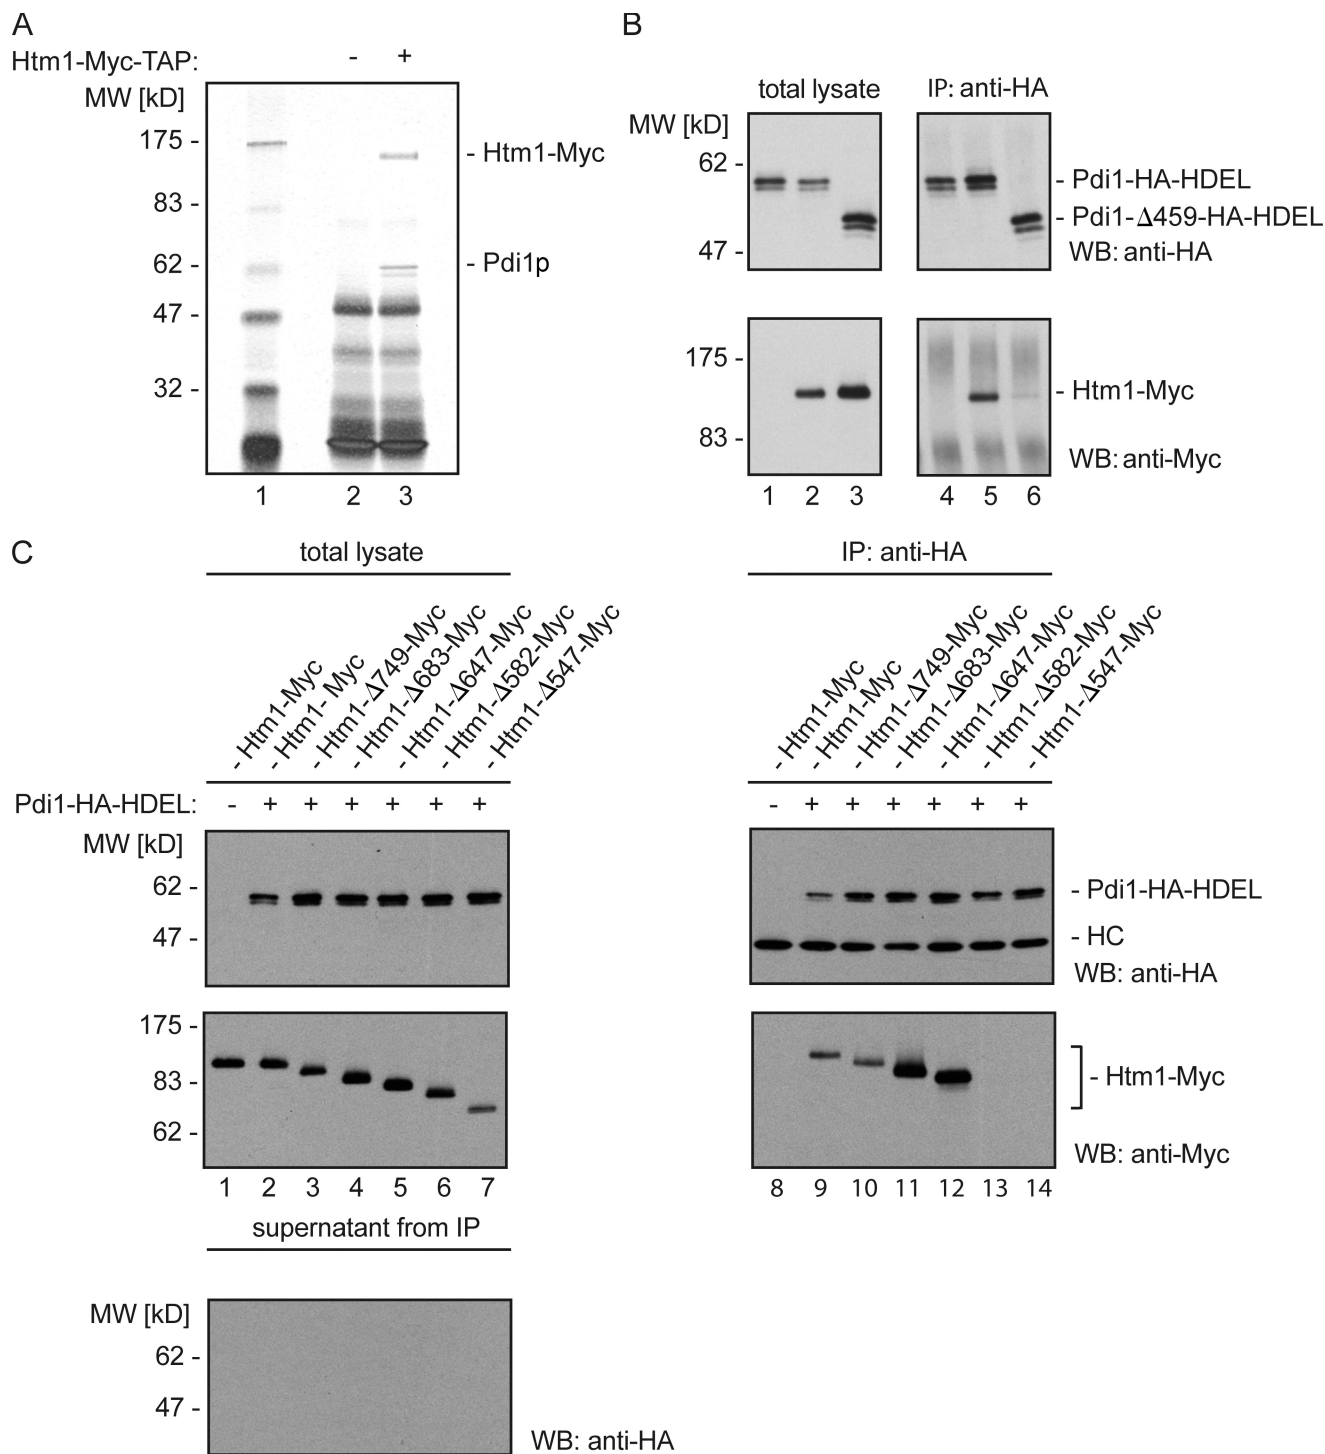 A
Htm1-Myc-TAP: - +
MW [kD]
175 -
83 -
62 -
47 -
32 -
- Htm1-Myc
- Pdi1p
1 2 3
B
total lysate IP: anti-HA
MW [kD]
62 -
47 -
- Pdi1-HA-HDEL
- Pdi1-Δ459-HA-HDEL
WB: anti-HA
175 -
83 -
- Htm1-Myc
WB: anti-Myc
1 2 3 4 5 6
C
total lysate IP: anti-HA
- Htm1-Myc
- Htm1- Myc
- Htm1-Δ749-Myc
- Htm1-Δ683-Myc
- Htm1-Δ647-Myc
- Htm1-Δ582-Myc
- Htm1-Δ547-Myc
- Htm1-Myc
- Htm1-Myc
- Htm1-Δ749-Myc
- Htm1-Δ683-Myc
- Htm1-Δ647-Myc
- Htm1-Δ582-Myc
- Htm1-Δ547-Myc
Pdi1-HA-HDEL: - + + + + + + - + + + + + +
MW [kD]
62 -
47 -
- Pdi1-HA-HDEL
- HC
WB: anti-HA
175 -
83 -
62 -
- Htm1-Myc
WB: anti-Myc
1 2 3 4 5 6 7 8 9 10 11 12 13 14
supernatant from IP
MW [kD]
62 -
47 -
WB: anti-HA